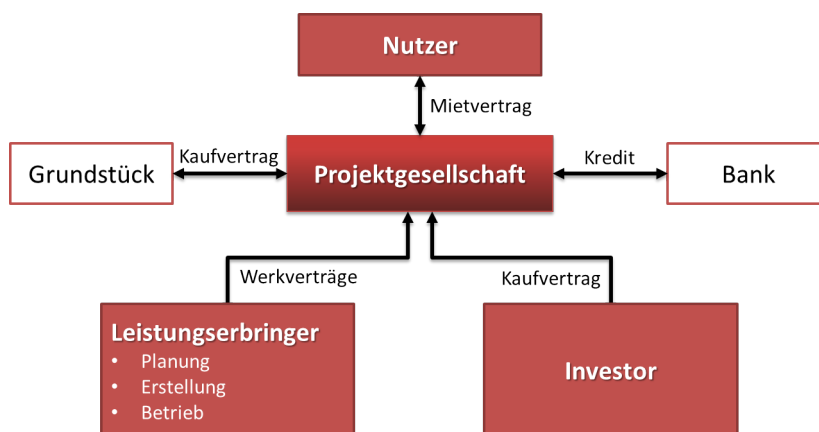 Nutzer
Mietvertrag
Grundstück
Kaufvertrag
Projektgesellschaft
Kredit
Bank
Werkverträge
Kaufvertrag
Leistungserbringer
• Planung
• Erstellung
• Betrieb
Investor